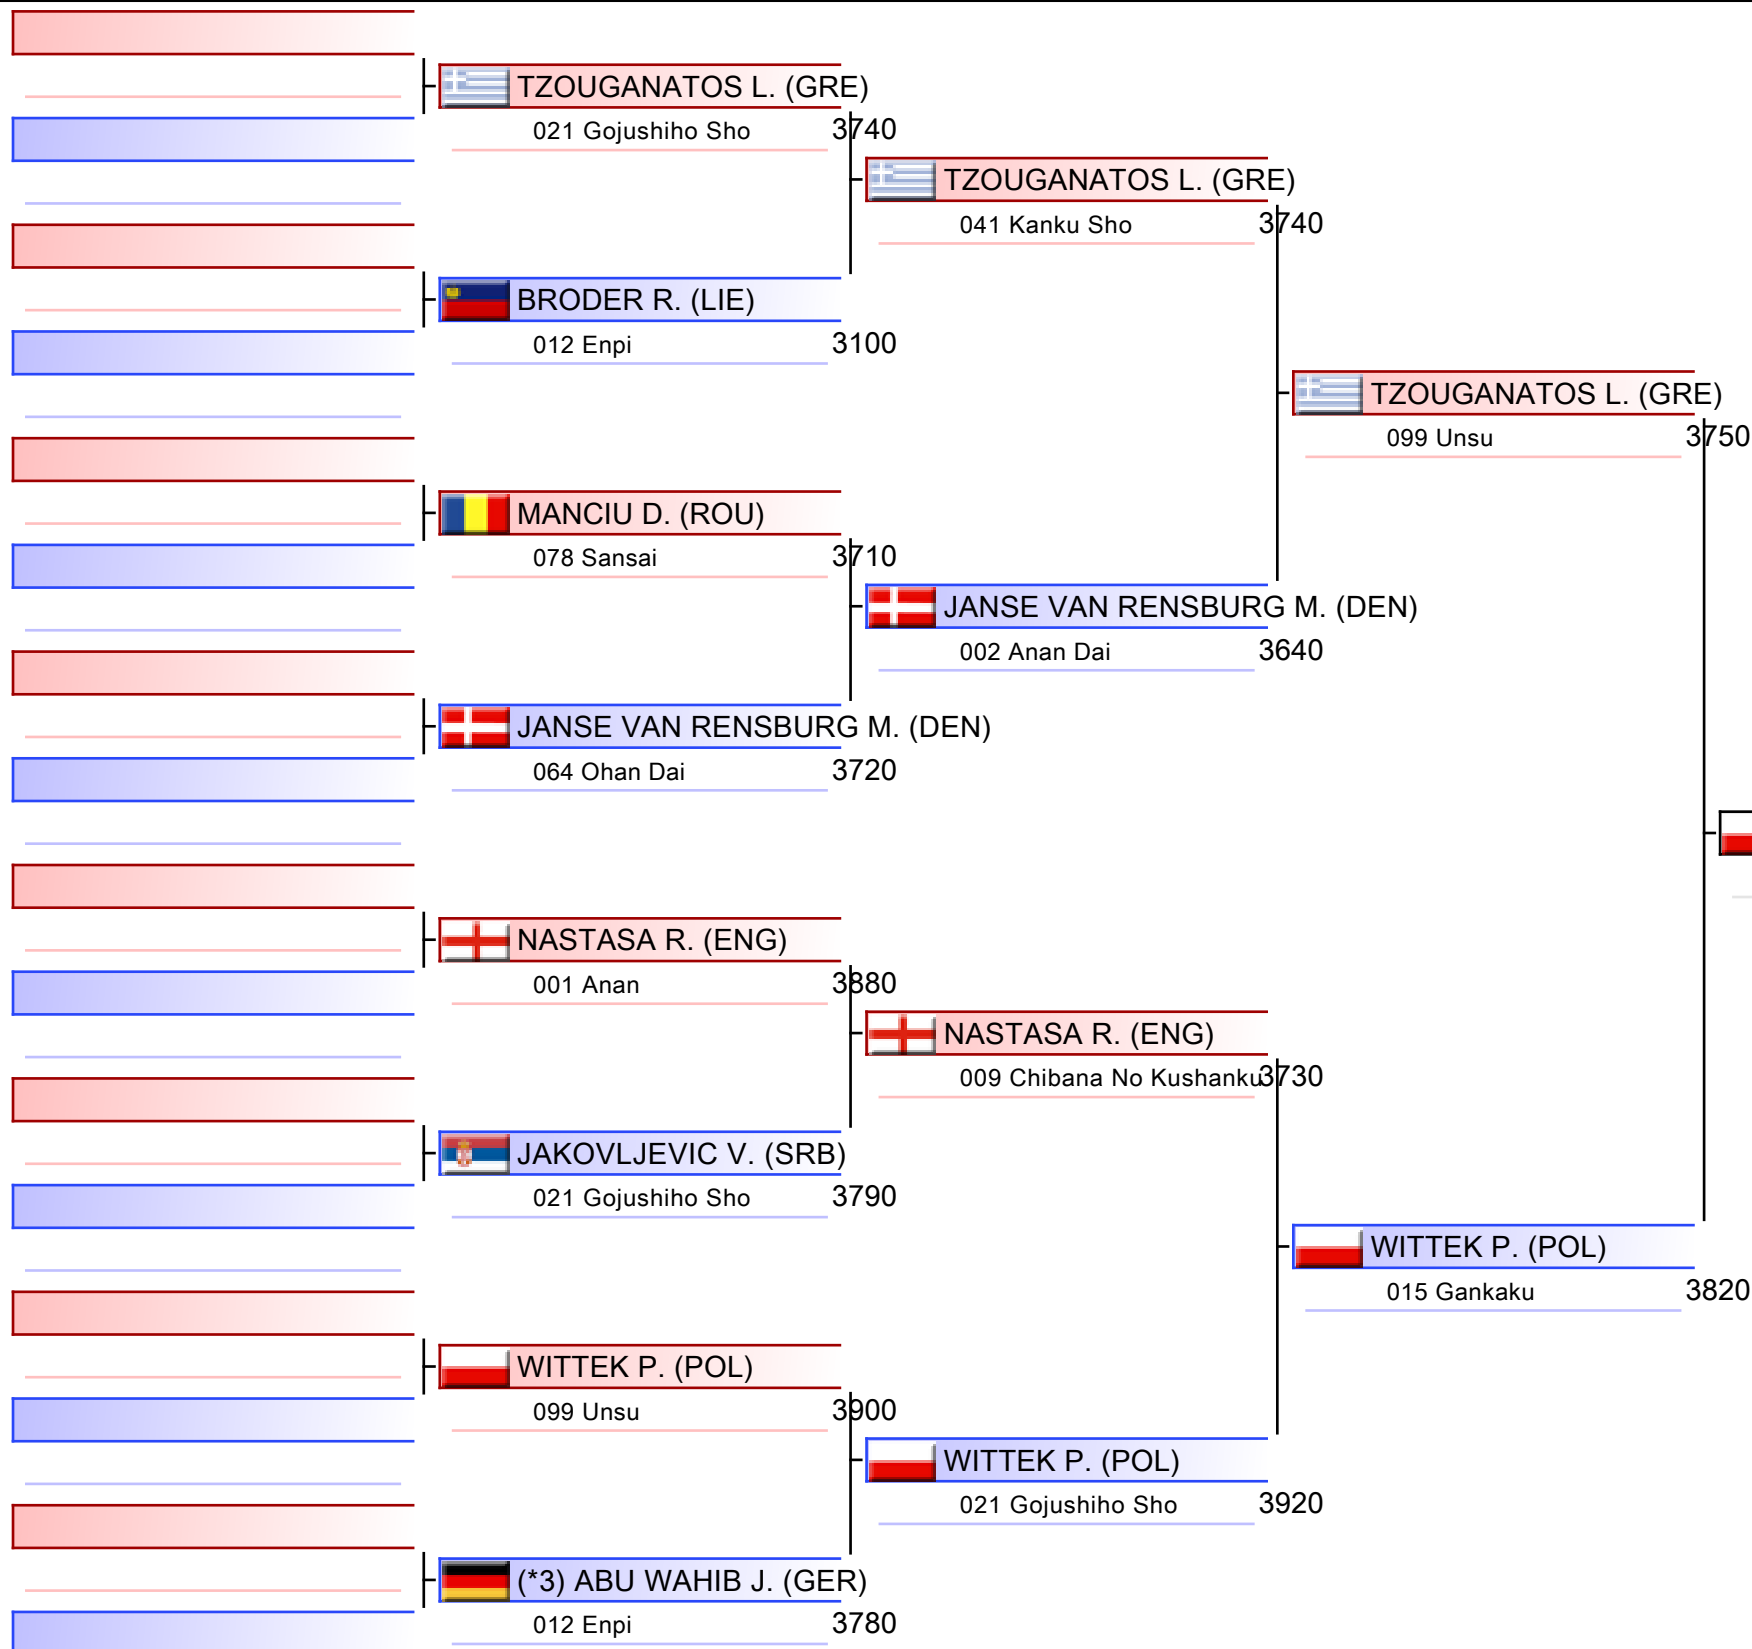 TZOUGANATOS L. (GRE)
021 Gojushiho Sho 3740
TZOUGANATOS L. (GRE)
041 Kanku Sho 3740
BRODER R. (LIE)
012 Enpi 3100
TZOUGANATOS L. (GRE)
099 Unsu 3750
MANCIU D. (ROU)
078 Sansai 3710
JANSE VAN RENSBURG M. (DEN)
002 Anan Dai 3640
JANSE VAN RENSBURG M. (DEN)
064 Ohan Dai 3720
NASTASA R. (ENG)
001 Anan 3880
NASTASA R. (ENG)
009 Chibana No Kushanku 3730
JAKOVLJEVIC V. (SRB)
021 Gojushiho Sho 3790
WITTEK P. (POL)
015 Gankaku 3820
WITTEK P. (POL)
099 Unsu 3900
WITTEK P. (POL)
021 Gojushiho Sho 3920
(*3) ABU WAHIB J. (GER)
012 Enpi 3780